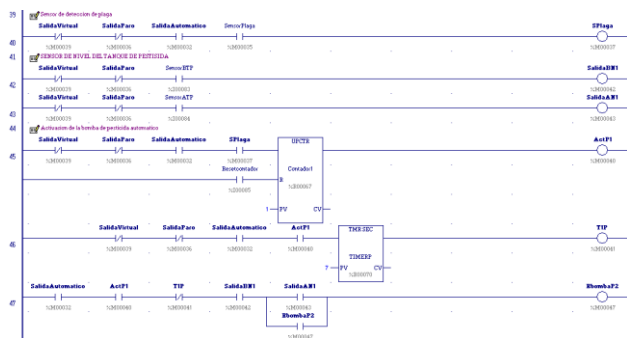 39 Sensor de detección de plaga
SalidaVirtual SalidaParo SalidaAutomatico SensorPlaga SPlaga
40 %M00039 %M00036 %M00032 %M00035 %M00037
41 SENSOR DE NIVEL DEL TANQUE DE PESTISIDA
SalidaVirtual SalidaParo SensorBTP SalidaBN1
42 %M00039 %M00036 %I00003 %M00042
SalidaVirtual SalidaParo SensorATP SalidaAN1
43 %M00039 %M00036 %I00004 %M00043
44 Activacion de la bomba de pesticida automatico
SalidaVirtual SalidaParo SalidaAutomatico SPlaga UPCTR ActP1
45 %M00039 %M00036 %M00032 %M00037 Contado1 %M00040
Resetcontador R %R00067
%I00005
1 PV CV
SalidaVirtual SalidaParo SalidaAutomatico ActP1 TMR SEC T1P
46 %M00039 %M00036 %M00032 %M00040 TIMERP %M00041
7 PV CV
%R00070
SalidaAutomatico ActP1 T1P SalidaBN1 SalidaAN1 EbombaP2
47 %M00032 %M00040 %M00041 %M00042 %M00043 %M00047
EbombaP2
%M00047